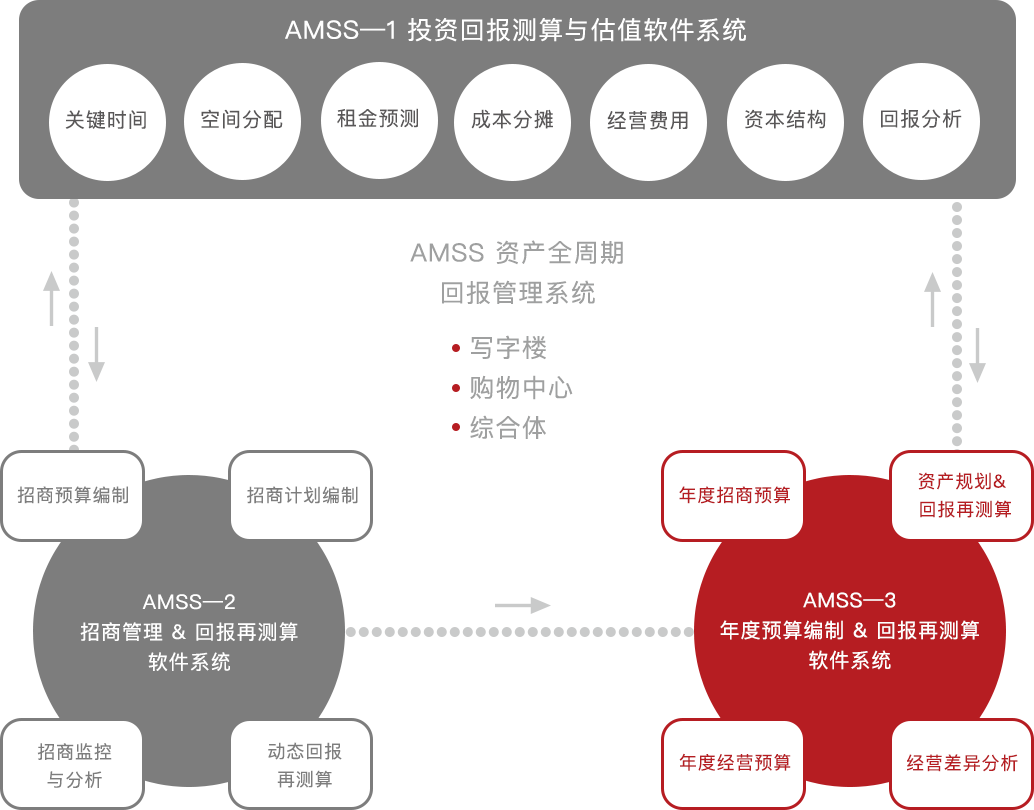 AMSS—1 投资回报测算与估值软件系统
关键时间
空间分配
租金预测
成本分摊
经营费用
资本结构
回报分析
AMSS 资产全周期
回报管理系统
• 写字楼
• 购物中心
• 综合体
招商预算编制
招商计划编制
AMSS—2
招商管理 & 回报再测算
软件系统
招商监控
与分析
动态回报
再测算
年度招商预算
资产规划&
回报再测算
AMSS—3
年度预算编制 & 回报再测算
软件系统
年度经营预算
经营差异分析